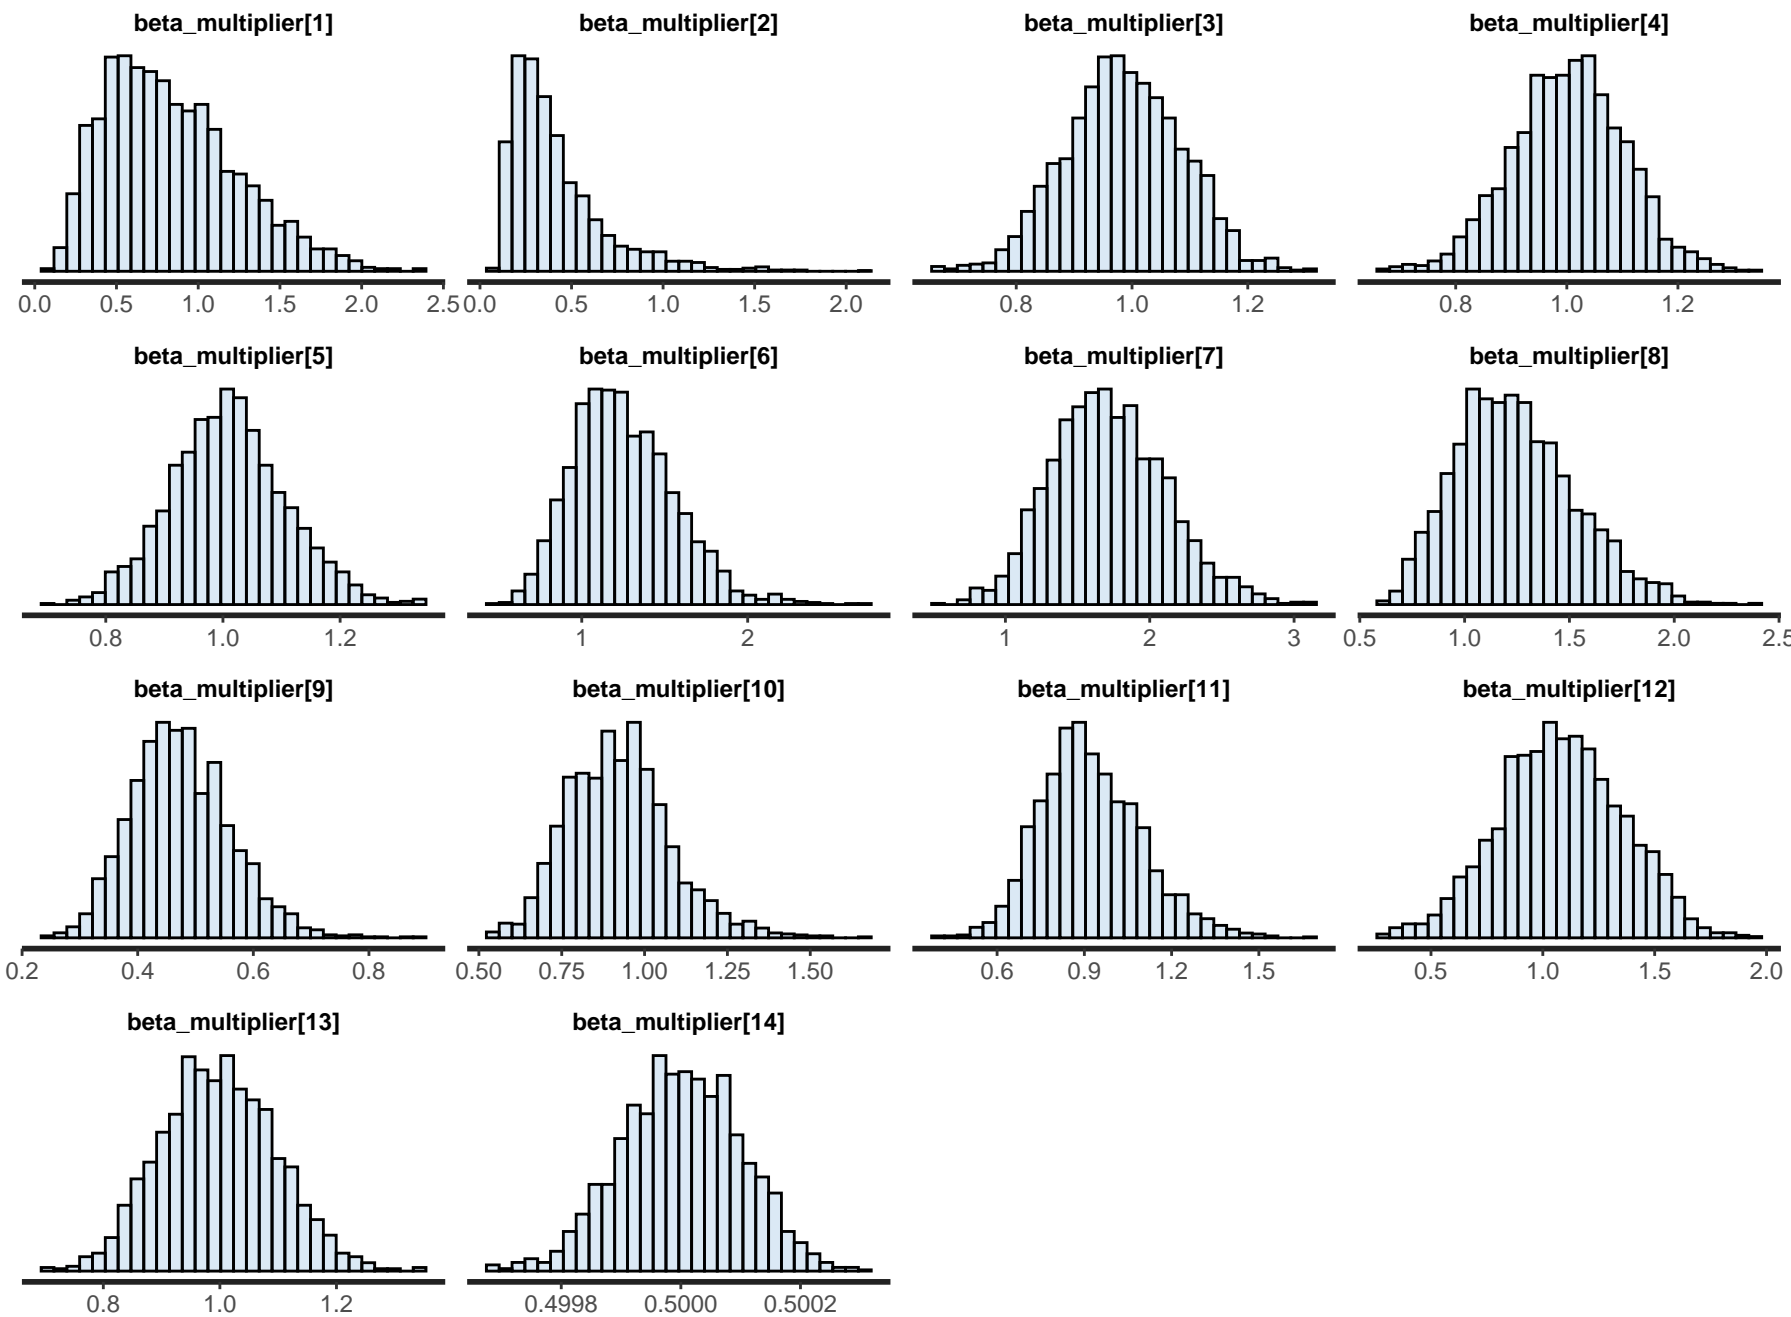 beta_multiplier[1] beta_multiplier[2] beta_multiplier[3] beta_multiplier[4]
0.0 0.5 1.0 1.5 2.0 2.5 0.0 0.5 1.0 1.5 2.0 0.8 1.0 1.2 0.8 1.0 1.2
beta_multiplier[5] beta_multiplier[6] beta_multiplier[7] beta_multiplier[8]
0.8 1.0 1.2 1 2 1 2 3 0.5 1.0 1.5 2.0 2.5
beta_multiplier[9] beta_multiplier[10] beta_multiplier[11] beta_multiplier[12]
0.2 0.4 0.6 0.8 0.50 0.75 1.00 1.25 1.50 0.6 0.9 1.2 1.5 0.5 1.0 1.5 2.0
beta_multiplier[13] beta_multiplier[14]
0.8 1.0 1.2 0.4998 0.5000 0.5002